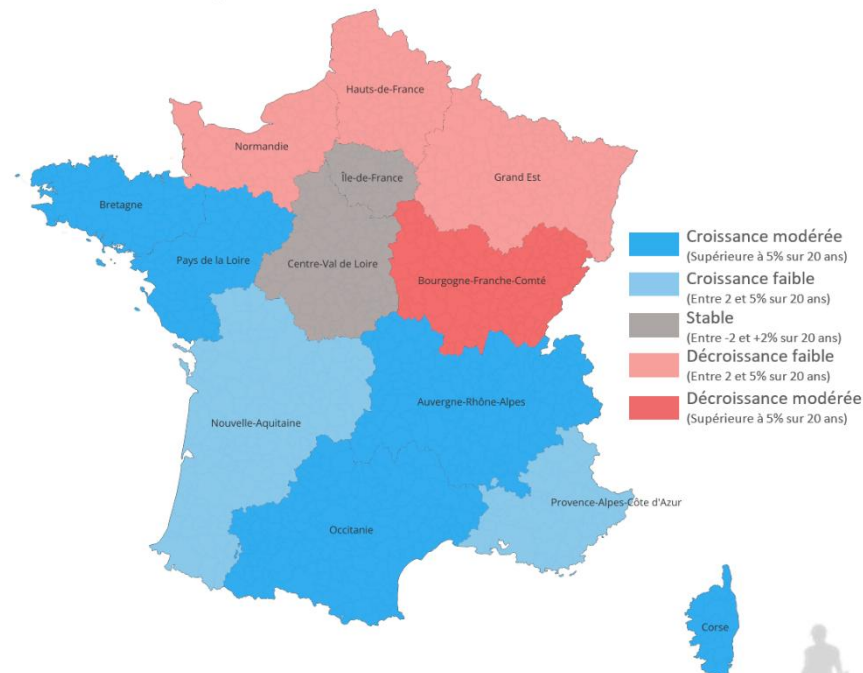 Hauts-de-France
Normandie
Île-de-France
Grand Est
Bretagne
Pays de la Loire
Centre-Val de Loire
Bourgogne-Franche-Comté
Nouvelle-Aquitaine
Auvergne-Rhône-Alpes
Provence-Alpes-Côte d'Azur
Occitanie
Corse
Croissance modérée
(Supérieure à 5% sur 20 ans)
Croissance faible
(Entre 2 et 5% sur 20 ans)
Stable
(Entre -2 et +2% sur 20 ans)
Décroissance faible
(Entre 2 et 5% sur 20 ans)
Décroissance modérée
(Supérieure à 5% sur 20 ans)